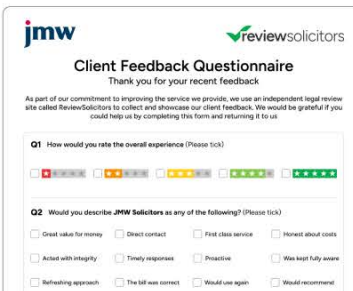 jmw
reviewsolicitors
Client Feedback Questionnaire
Thank you for your recent feedback
As part of our commitment to improving the service we provide, we use an independent legal review
site called ReviewSolicitors to collect and showcase our client feedback. We would be grateful if you
could help us by completing this form and returning it to us
Q1 How would you rate the overall experience (Please tick)
Q2 Would you describe JMW Solicitors as any of the following? (Please tick)
Great value for money Direct contact First class service Honest about costs
Acted with integrity Timely responses Proactive Was kept fully aware
Refreshing approach The bill was correct Would use again Would recommend